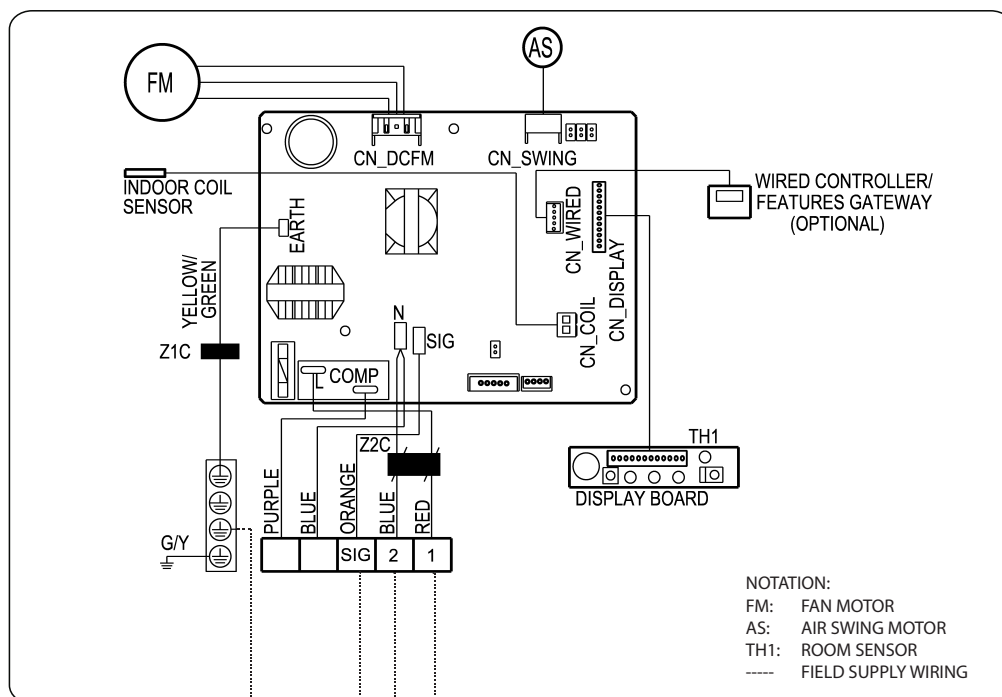 AS
FM
CN_DCFM
CN_SWING
INDOOR COIL
SENSOR
WIRED CONTROLLER/
FEATURES GATEWAY
(OPTIONAL)
EARTH
CN_WIRED
CN_DISPLAY
YELLOW/
GREEN
CN_COIL
N
SIG
Z1C
L COMP
TH1
Z2C
DISPLAY BOARD
PURPLE
BLUE
ORANGE
BLUE
RED
G/Y
SIG 2 1
NOTATION:
FM: FAN MOTOR
AS: AIR SWING MOTOR
TH1: ROOM SENSOR
----- FIELD SUPPLY WIRING